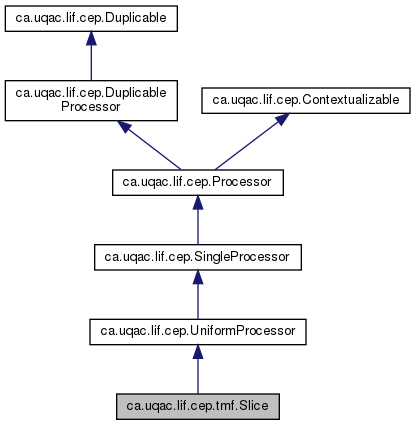 ca.uqac.lif.cep.Duplicable
ca.uqac.lif.cep.Duplicable
Processor
ca.uqac.lif.cep.Contextualizable
ca.uqac.lif.cep.Processor
ca.uqac.lif.cep.SingleProcessor
ca.uqac.lif.cep.UniformProcessor
ca.uqac.lif.cep.tmf.Slice